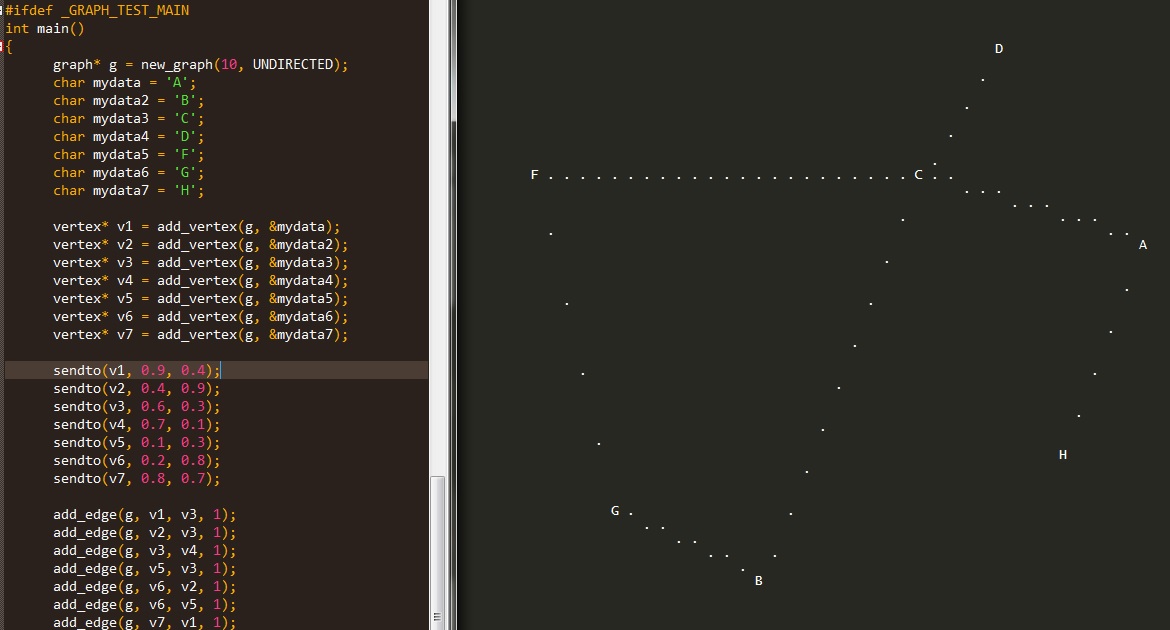 #ifdef _GRAPH_TEST_MAIN
int main()
{
graph* g = new_graph(10, UNDIRECTED);
char mydata = 'A';
char mydata2 = 'B';
char mydata3 = 'C';
char mydata4 = 'D';
char mydata5 = 'F';
char mydata6 = 'G';
char mydata7 = 'H';
vertex* v1 = add_vertex(g, &mydata);
vertex* v2 = add_vertex(g, &mydata2);
vertex* v3 = add_vertex(g, &mydata3);
vertex* v4 = add_vertex(g, &mydata4);
vertex* v5 = add_vertex(g, &mydata5);
vertex* v6 = add_vertex(g, &mydata6);
vertex* v7 = add_vertex(g, &mydata7);
sendto(v1, 0.9, 0.4);
sendto(v2, 0.4, 0.9);
sendto(v3, 0.6, 0.3);
sendto(v4, 0.7, 0.1);
sendto(v5, 0.1, 0.3);
sendto(v6, 0.2, 0.8);
sendto(v7, 0.8, 0.7);
add_edge(g, v1, v3, 1);
add_edge(g, v2, v3, 1);
add_edge(g, v3, v4, 1);
add_edge(g, v5, v3, 1);
add_edge(g, v6, v2, 1);
add_edge(g, v6, v5, 1);
add_edge(g, v7, v1, 1);
D
F . . . . . . . . . . . . . . . . . . . . . . . C . .
A
H
G .
B